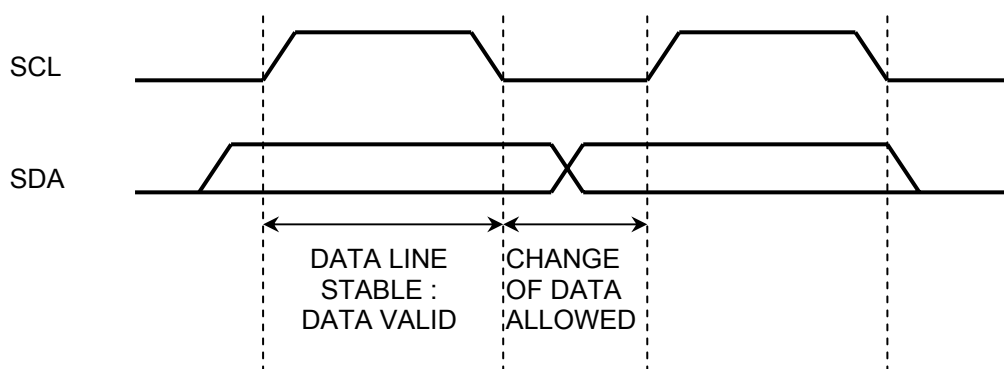 SCL
SDA
DATA LINE
STABLE :
DATA VALID
CHANGE
OF DATA
ALLOWED